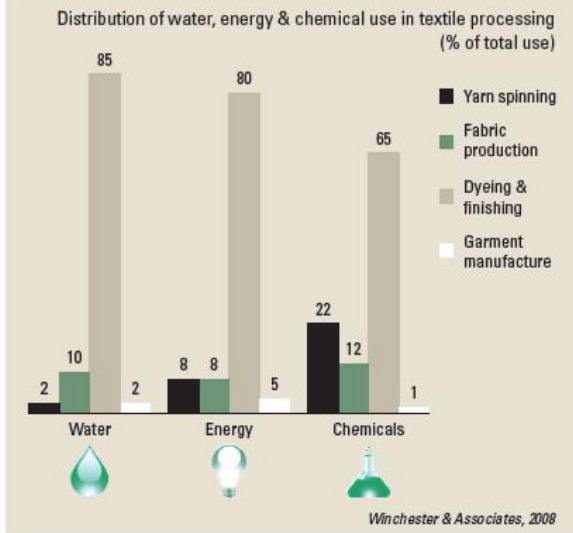 Distribution of water, energy & chemical use in textile processing
(% of total use)
85
80
65
22
10
12
8 8
5
2
2
1
Yarn spinning
Fabric
production
Dyeing &
finishing
Garment
manufacture
Water
Energy
Chemicals
Winchester & Associates, 2008